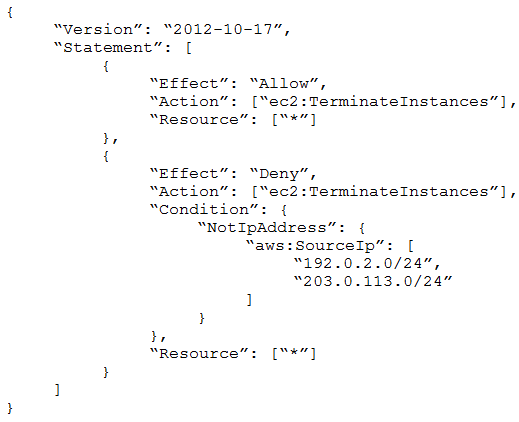 {
“Version”: “2012-10-17”,
“Statement”: [
{
“Effect”: “Allow”,
“Action”: [“ec2:TerminateInstances”],
“Resource”: [“*”]
},
{
“Effect”: “Deny”,
“Action”: [“ec2:TerminateInstances”],
“Condition”: {
“NotIpAddress”: {
“aws:SourceIp”: [
“192.0.2.0/24”,
“203.0.113.0/24”
]
}
},
“Resource”: [“*”]
}
]
}